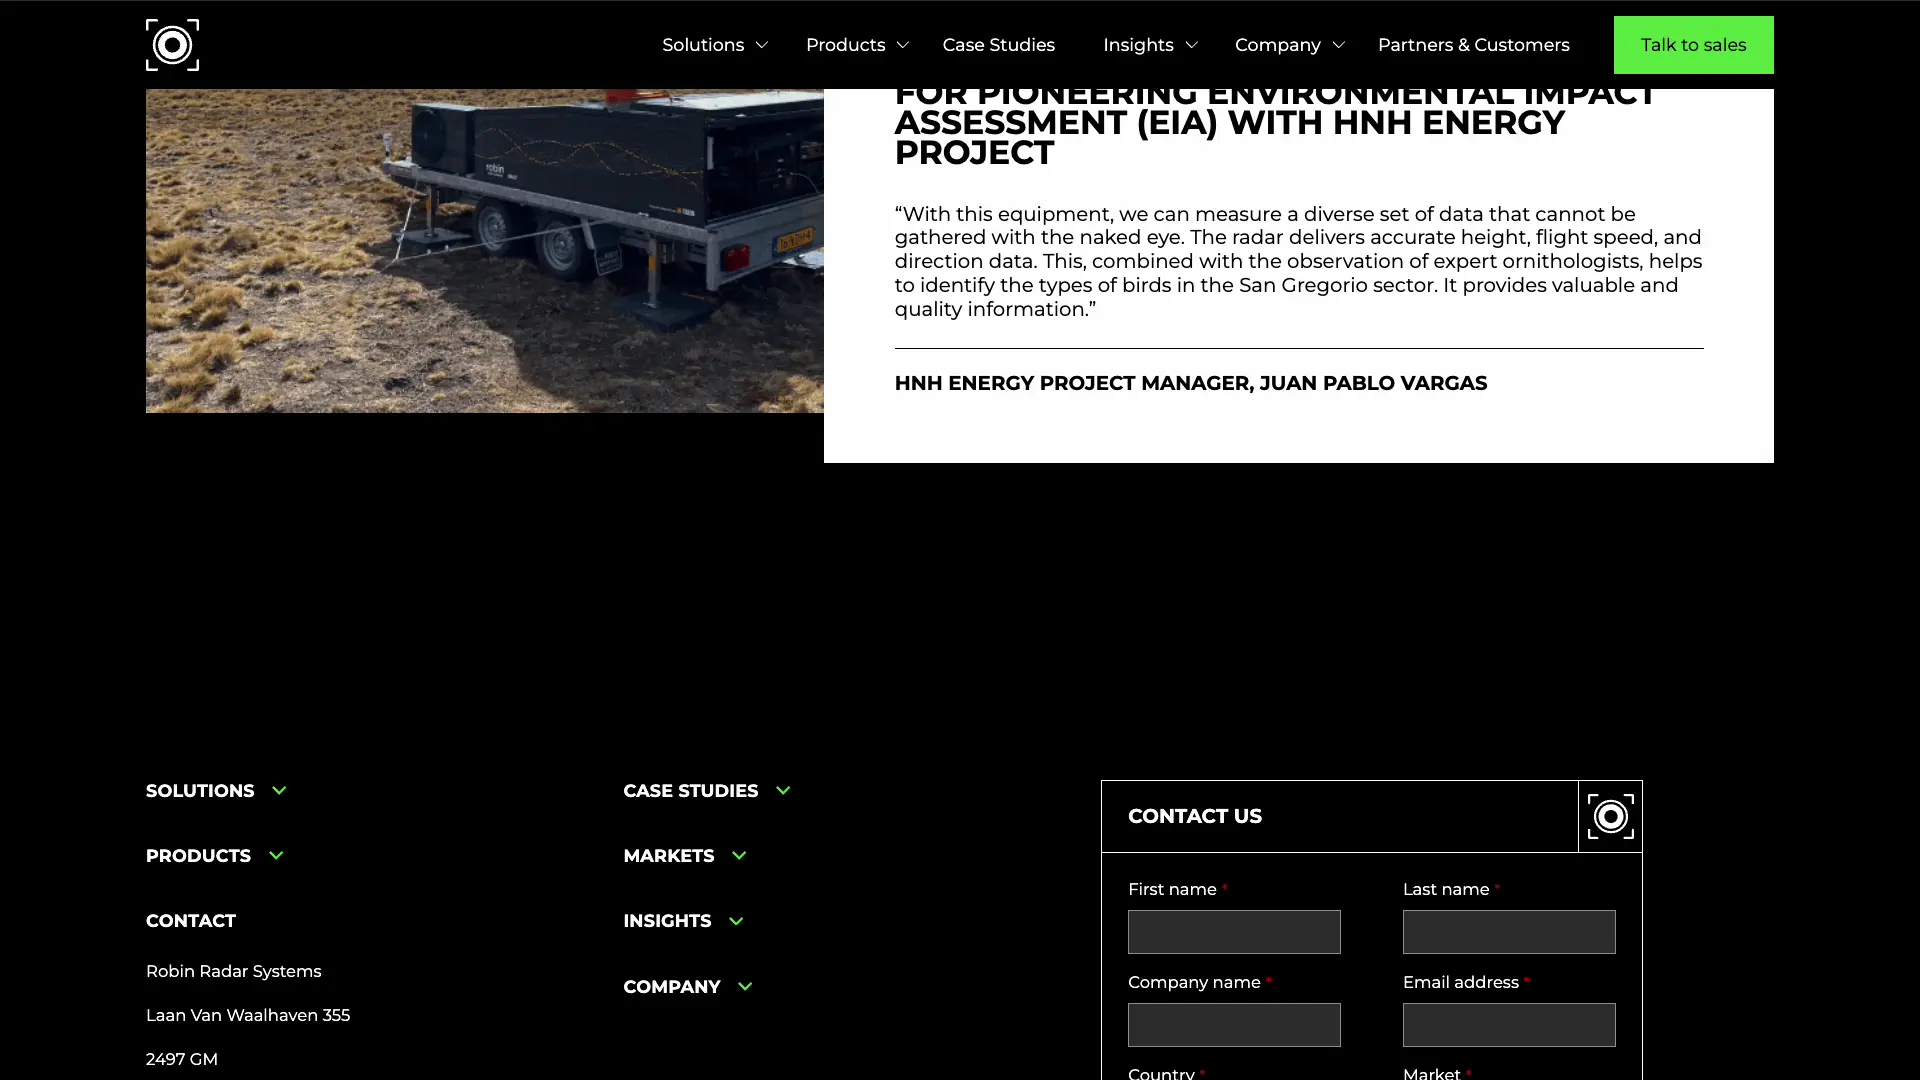 Solutions
Products
Case Studies
Insights
Company
Partners & Customers
Talk to sales
FOR PIONEERING ENVIRONMENTAL IMPACT
ASSESSMENT (EIA) WITH HNH ENERGY
PROJECT
robin
“With this equipment, we can measure a diverse set of data that cannot be
gathered with the naked eye. The radar delivers accurate height, flight speed, and
direction data. This, combined with the observation of expert ornithologists, helps
to identify the types of birds in the San Gregorio sector. It provides valuable and
quality information.”
HNH ENERGY PROJECT MANAGER, JUAN PABLO VARGAS
SOLUTIONS
PRODUCTS
CONTACT
Robin Radar Systems
Laan Van Waalhaven 355
2497 GM
CASE STUDIES
MARKETS
INSIGHTS
COMPANY
CONTACT US
First name *
Last name *
Company name *
Email address *
Country *
Market *